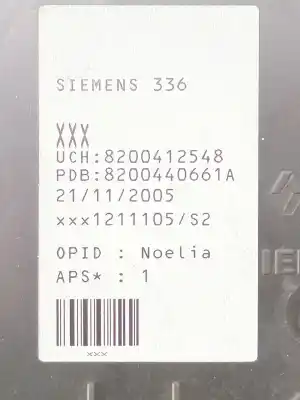 SIEMENS 336
XXX
UCH:8200412548
PDB:8200440661A
21/11/2005
xxx1211105/S2
OPID : Noelia
APS* : 1
xxx